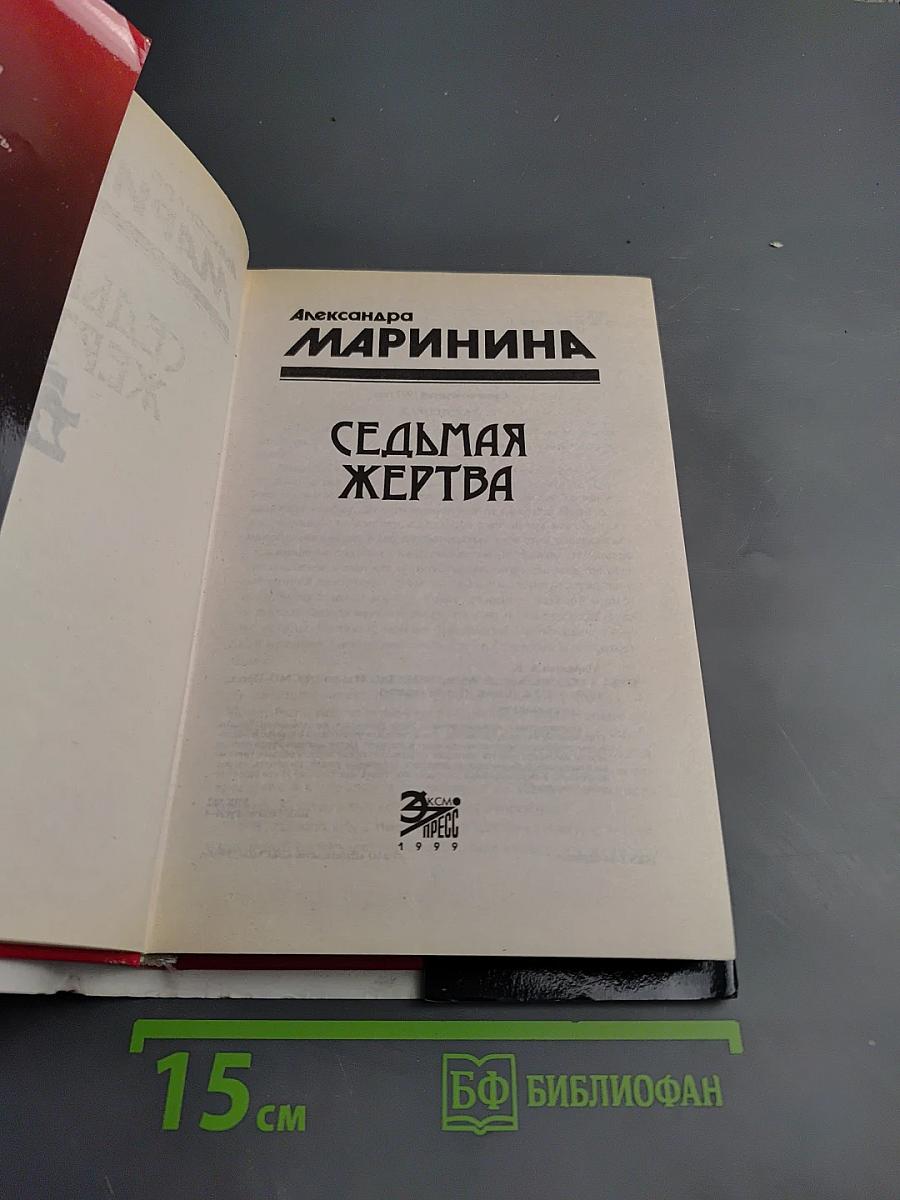 Александра
МАРИНИНА
СЕДЬМАЯ
ЖЕРТВА
ЭКСМО
ПРЕСС
1999
15 см
БФ БИБЛИОФАН